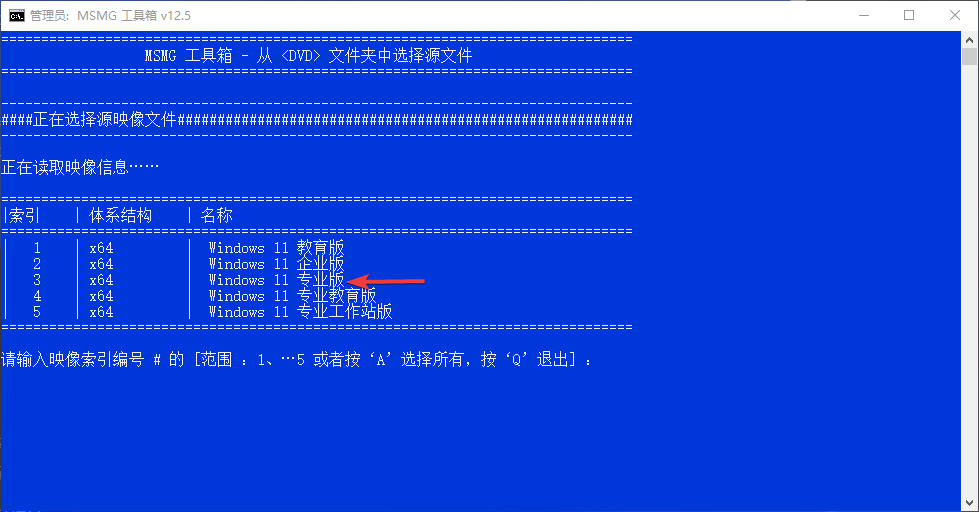 管理员: MSMG 工具箱 v12.5
===============================================================================
MSMG 工具箱 - 从 <DVD> 文件夹中选择源文件
===============================================================================
-------------------------------------------------------------------------------
####正在选择源映像文件#########################################################
-------------------------------------------------------------------------------
正在读取映像信息……
===============================================================================
|索引 | 体系结构 | 名称
===============================================================================
| 1 | x64 | Windows 11 教育版
| 2 | x64 | Windows 11 企业版
| 3 | x64 | Windows 11 专业版
| 4 | x64 | Windows 11 专业教育版
| 5 | x64 | Windows 11 专业工作站版
===============================================================================
请输入映像索引编号 # 的 [范围 : 1、…5 或者按‘A’选择所有, 按‘Q’退出] :